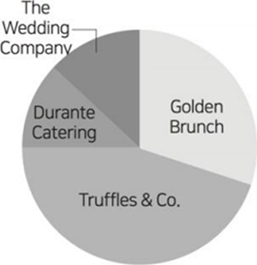 The
Wedding
Company
Golden
Brunch
Durante
Catering
Truffles & Co.